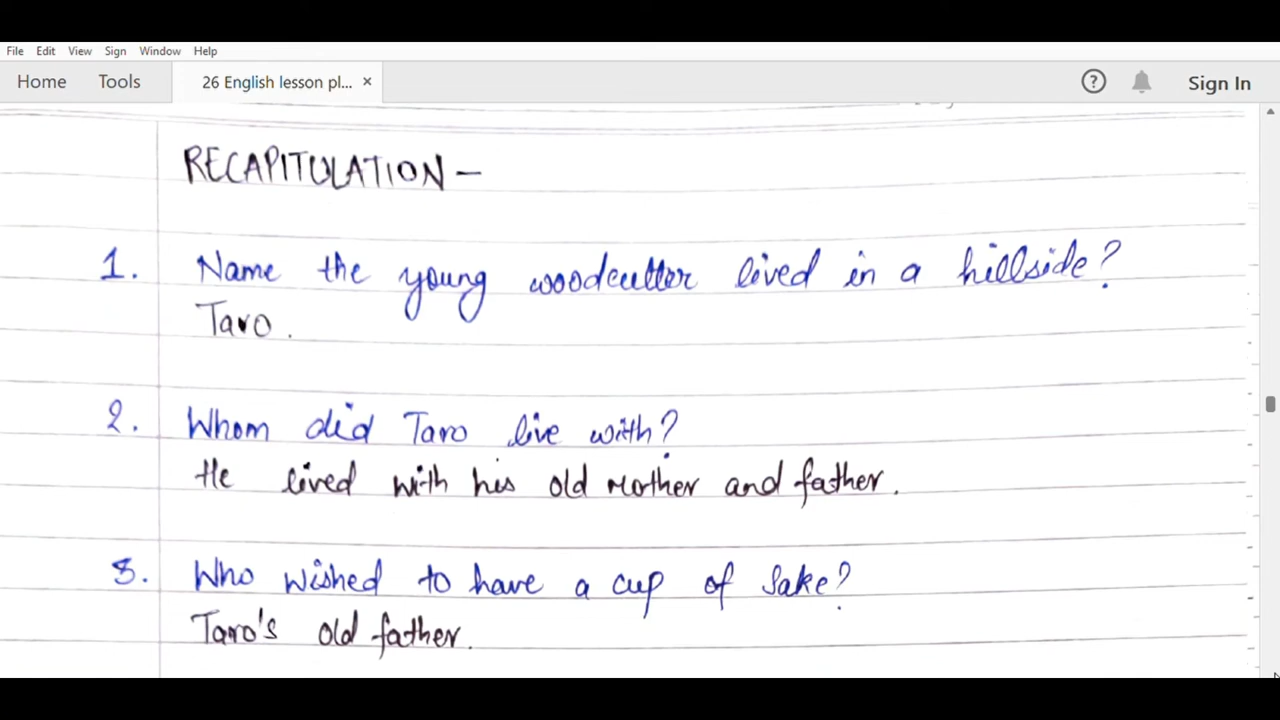 File Edit View Sign Window Help
Home Tools 26 English lesson pl... × Sign In
RECAPITULATION –
1. Name the young woodcutter lived in a hillside?
Taro.
2. Whom did Taro live with?
He lived with his old mother and father.
3. Who wished to have a cup of Sake?
Taro's old father.